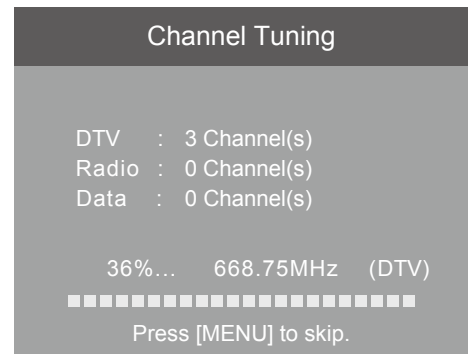 Channel Tuning
DTV : 3 Channel(s)
Radio : 0 Channel(s)
Data : 0 Channel(s)
36%... 668.75MHz (DTV)
Press [MENU] to skip.